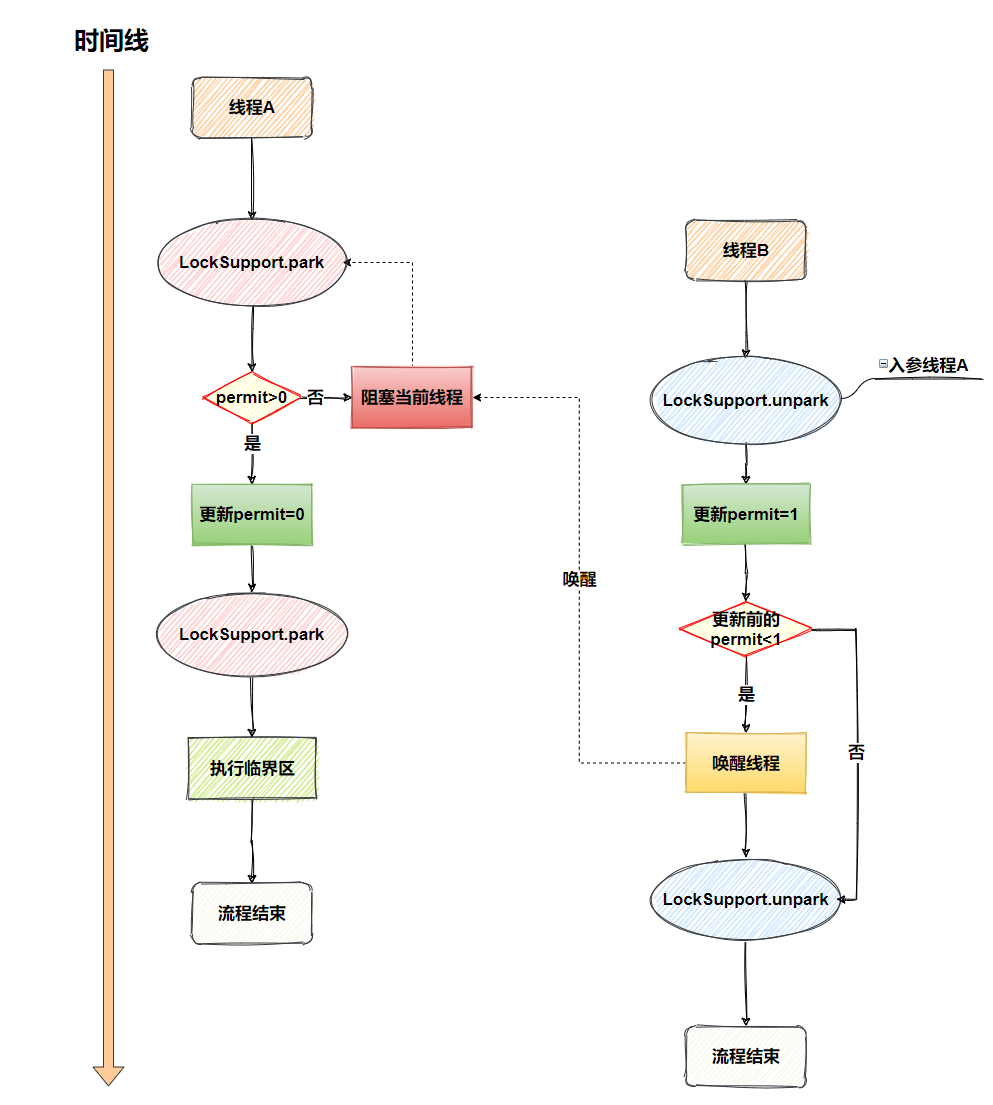 时间线
线程A
LockSupport.park
permit>0
否
阻塞当前线程
是
更新permit=0
LockSupport.park
执行临界区
流程结束
唤醒
线程B
入参线程A
LockSupport.unpark
更新permit=1
更新前的
permit<1
是
否
唤醒线程
LockSupport.unpark
流程结束